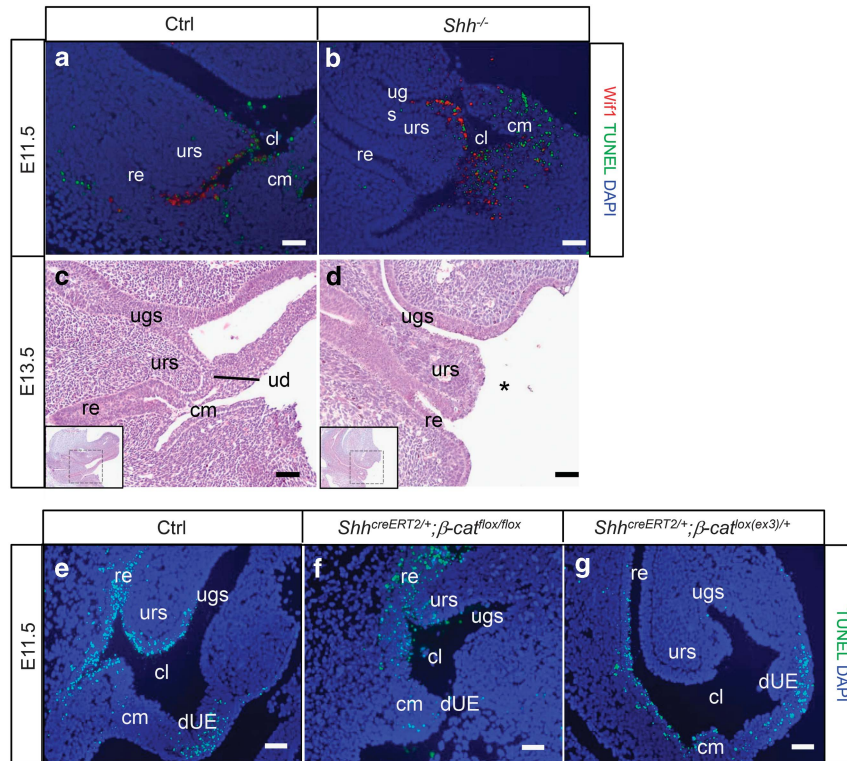 Ctrl Shh-/-
E11.5
a
urs
re
cl
cm
b
ug
s
urs
re
cl
cm
Wif1 TUNEL DAPI
E13.5
c
ugs
urs
re
cm
ud
d
ugs
urs
re
*
Ctrl ShhcreERT2/+;β-catflox/flox ShhcreERT2/+;β-catlox(ex3)/+
E11.5
e
re
urs
ugs
cl
cm
dUE
f
re
urs
ugs
cl
cm
dUE
g
re
ugs
urs
cl
dUE
cm
TUNEL DAPI